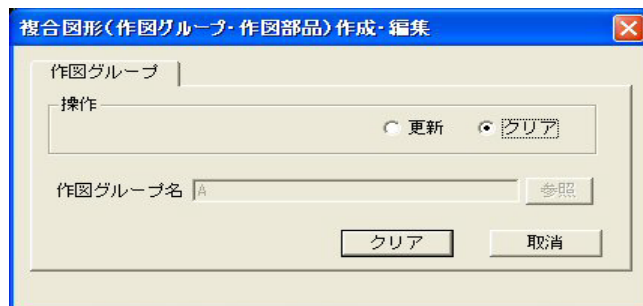 複合図形(作図グループ・作図部品)作成・編集
作図グループ
操作
更新 クリア
作図グループ名 A 参照
クリア 取消